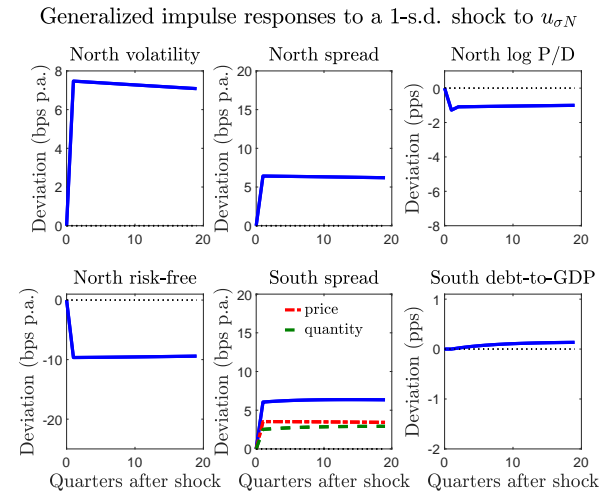 Generalized impulse responses to a 1-s.d. shock to u_{σN}
North volatility
North spread
North log P/D
Deviation (bps p.a.)
8
6
4
2
0
0 10 20
Deviation (bps p.a.)
20
15
10
5
0
0 10 20
Deviation (pps)
0
-2
-4
-6
-8
0 10 20
North risk-free
South spread
South debt-to-GDP
Deviation (bps p.a.)
0
-10
-20
0 10 20
Quarters after shock
Deviation (bps p.a.)
20
15
10
5
0
price
quantity
0 10 20
Quarters after shock
Deviation (pps)
1
0
-1
-2
0 10 20
Quarters after shock